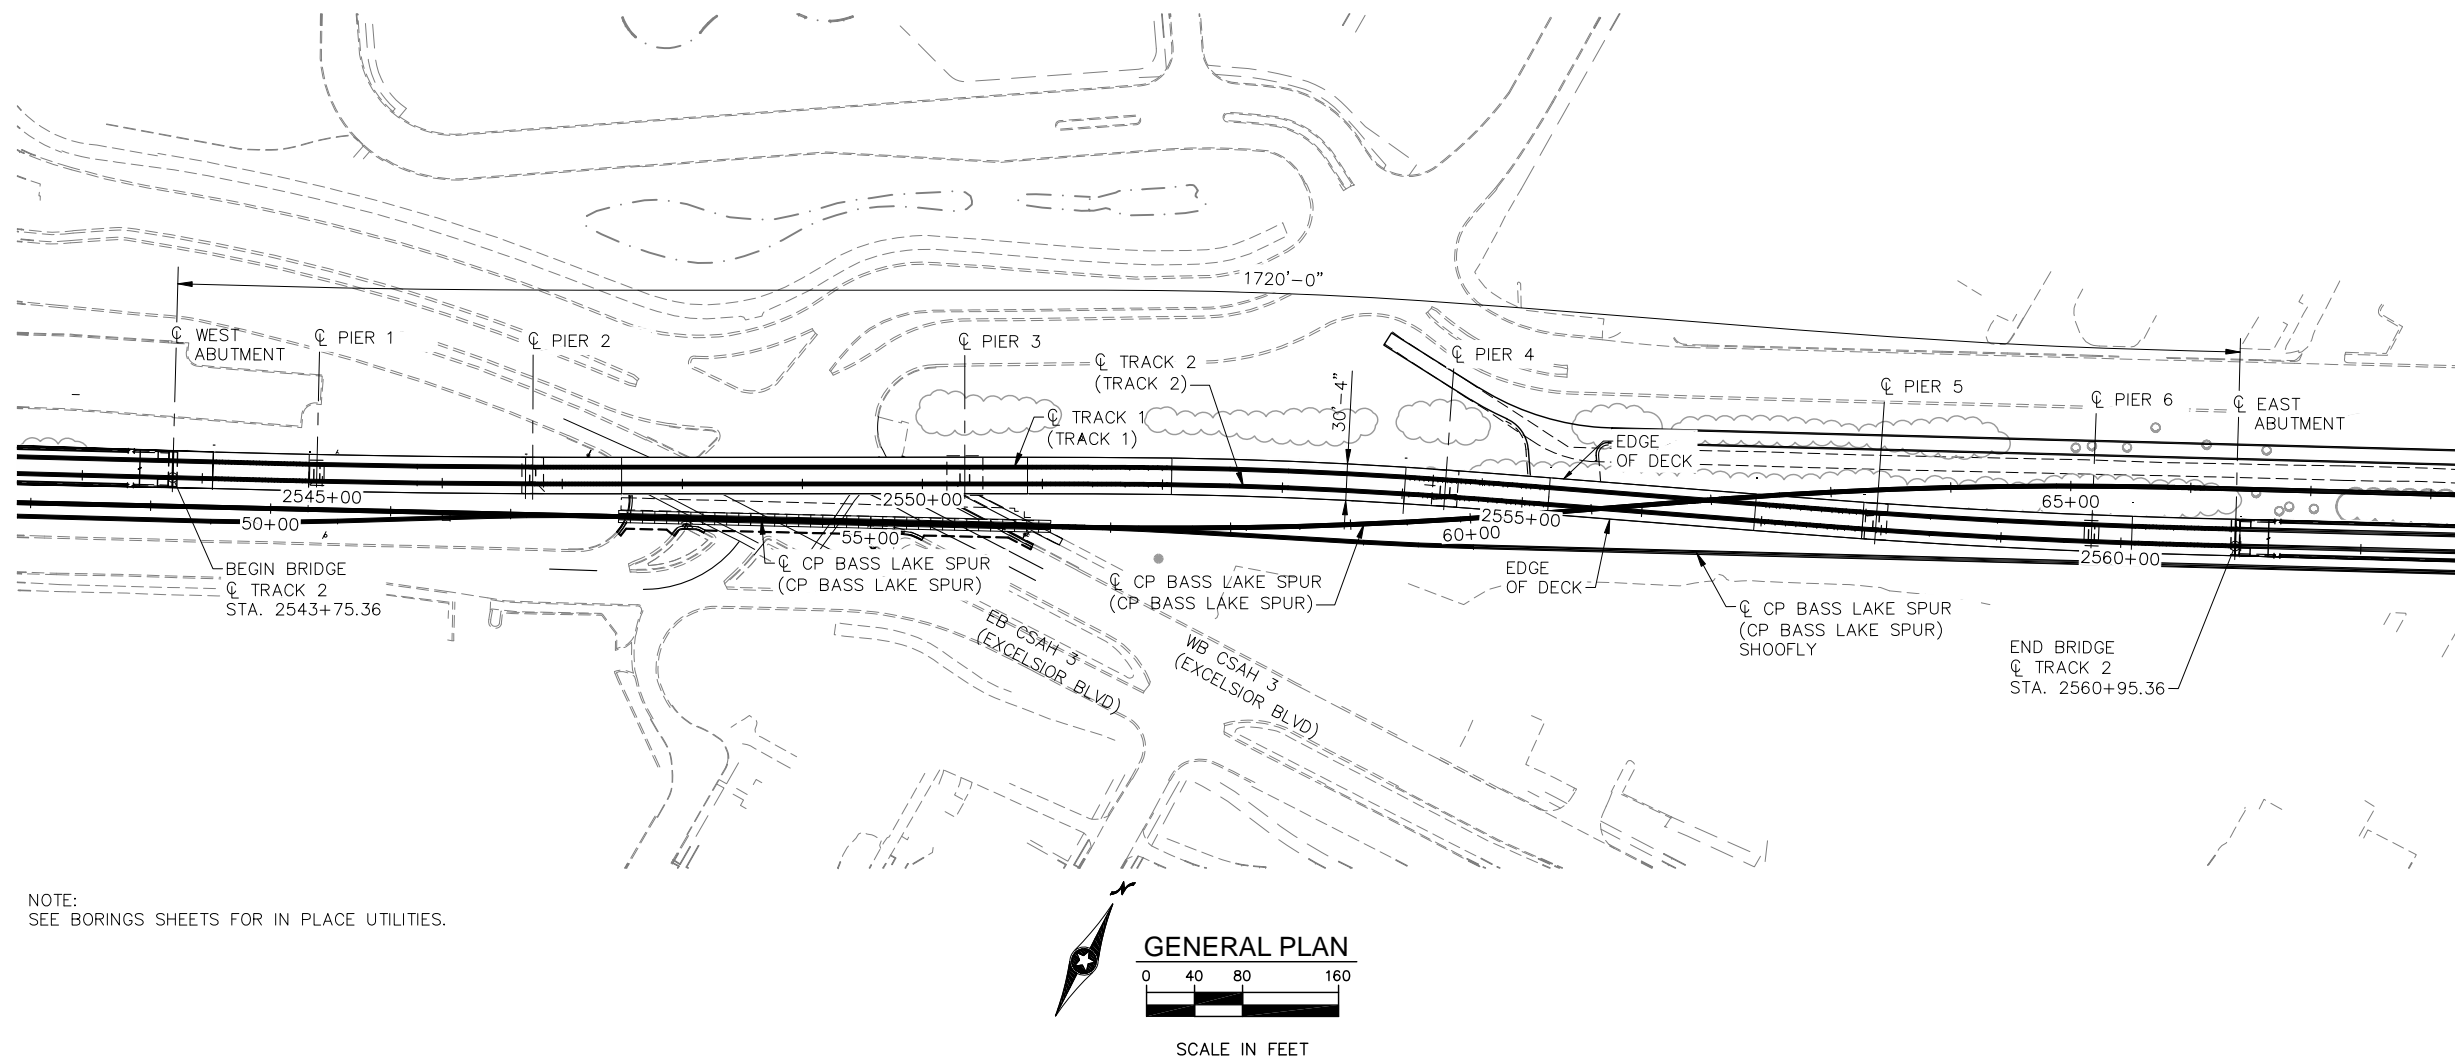 1720'-0"
℄ WEST
ABUTMENT
℄ PIER 1
℄ PIER 2
℄ PIER 3
℄ TRACK 2
(TRACK 2)
℄ TRACK 1
(TRACK 1)
30'-4"
℄ PIER 4
℄ PIER 5
℄ PIER 6
℄ EAST
ABUTMENT
EDGE
OF DECK
2545+00
2550+00
2555+00
2560+00
50+00
55+00
60+00
65+00
BEGIN BRIDGE
℄ TRACK 2
STA. 2543+75.36
℄ CP BASS LAKE SPUR
(CP BASS LAKE SPUR)
℄ CP BASS LAKE SPUR
(CP BASS LAKE SPUR)
EDGE
OF DECK
℄ CP BASS LAKE SPUR
(CP BASS LAKE SPUR)
SHOOFLY
END BRIDGE
℄ TRACK 2
STA. 2560+95.36
EB CSAH 3
(EXCELSIOR BLVD)
WB CSAH 3
(EXCELSIOR BLVD)
NOTE:
SEE BORINGS SHEETS FOR IN PLACE UTILITIES.
N
GENERAL PLAN
0 40 80 160
SCALE IN FEET